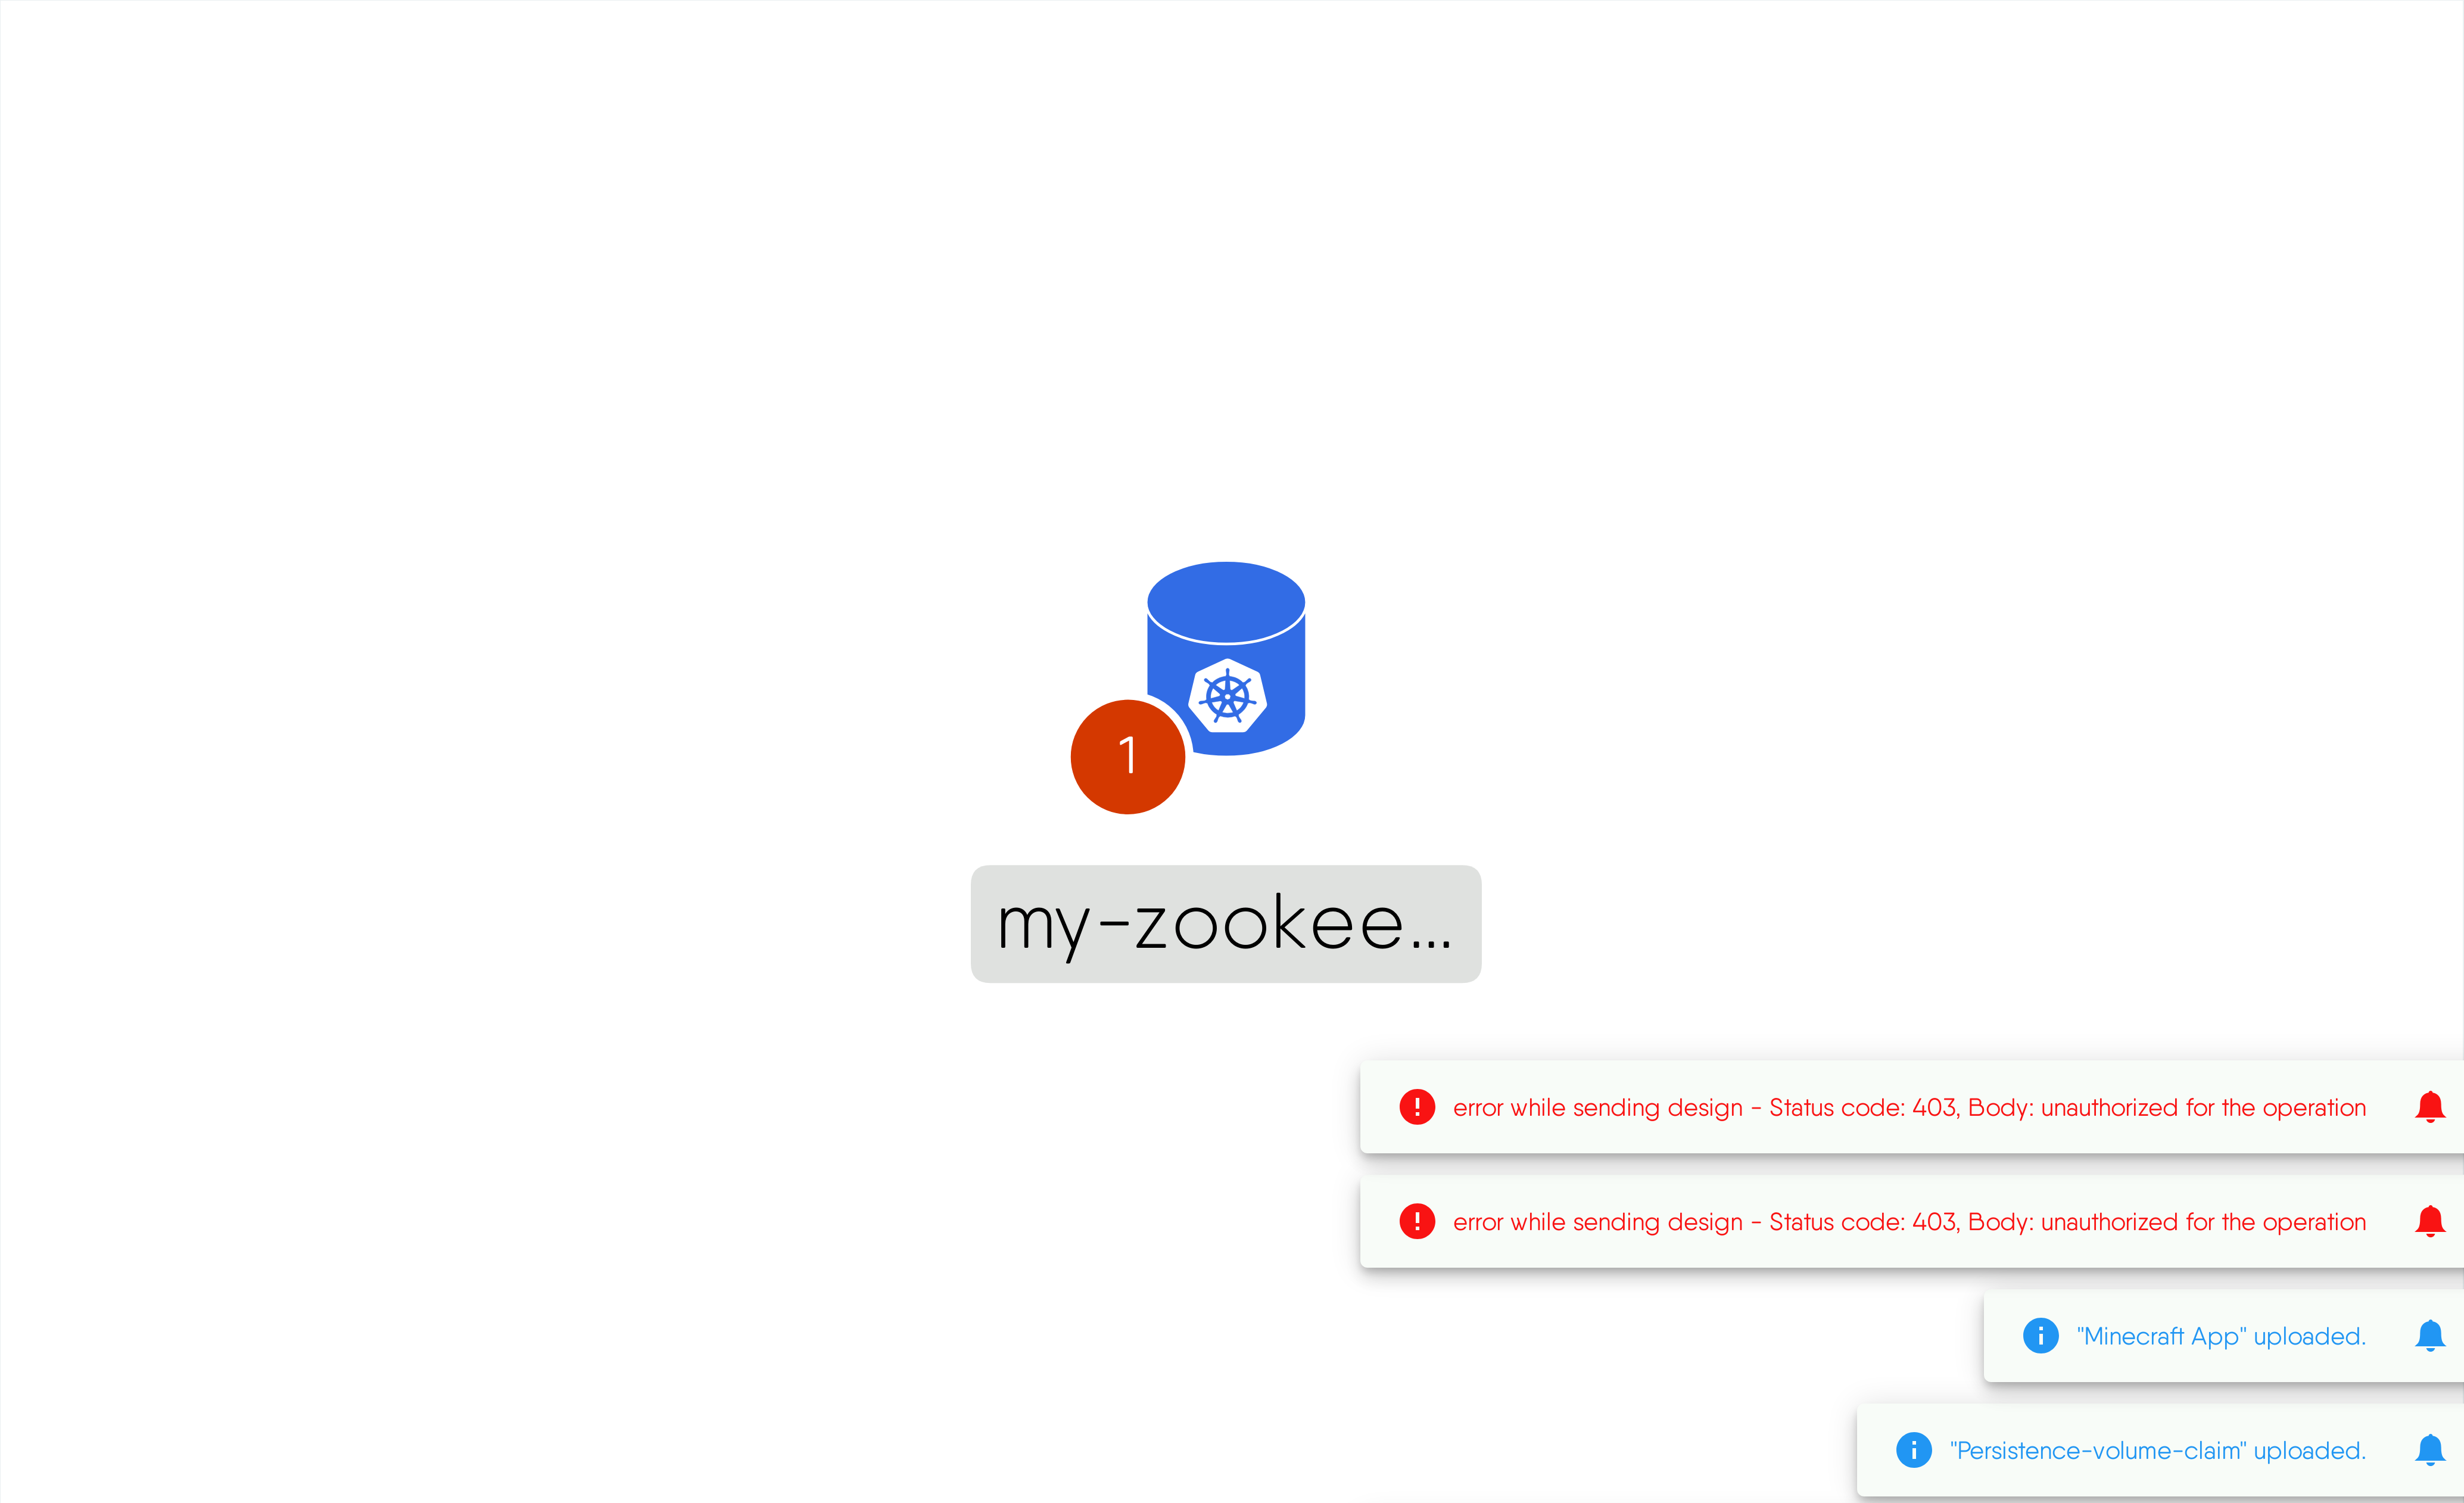 1
my-zookee...
error while sending design - Status code: 403, Body: unauthorized for the operation
error while sending design - Status code: 403, Body: unauthorized for the operation
"Minecraft App" uploaded.
"Persistence-volume-claim" uploaded.